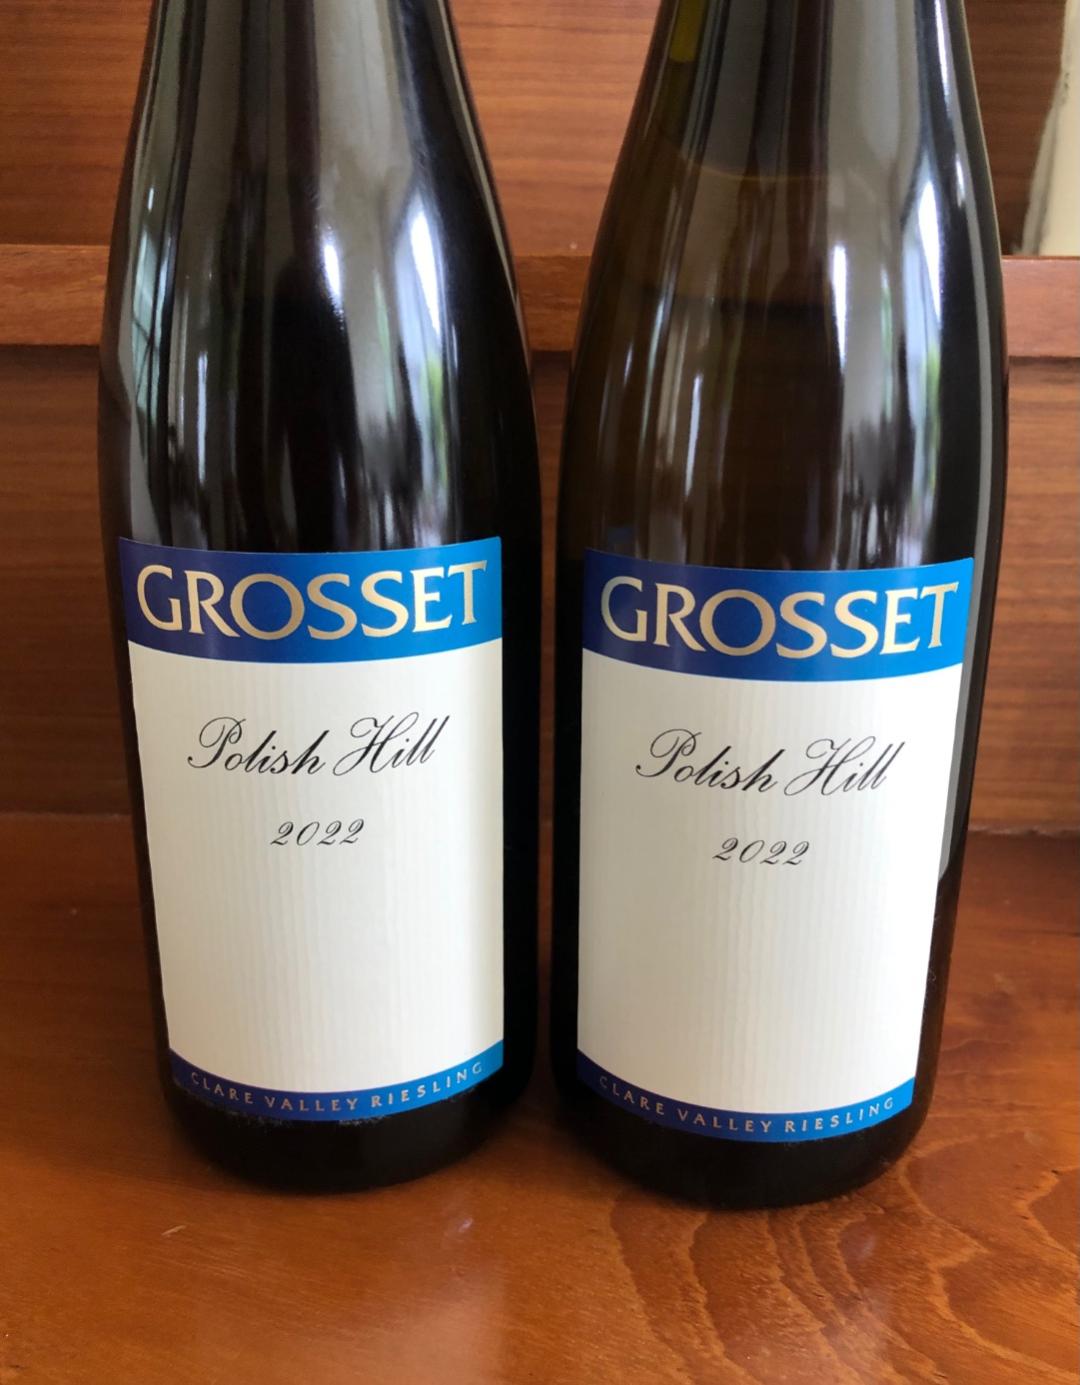 GROSSET
Polish Hill
2022
CLARE VALLEY RIESLING
GROSSET
Polish Hill
2022
CLARE VALLEY RIESLING